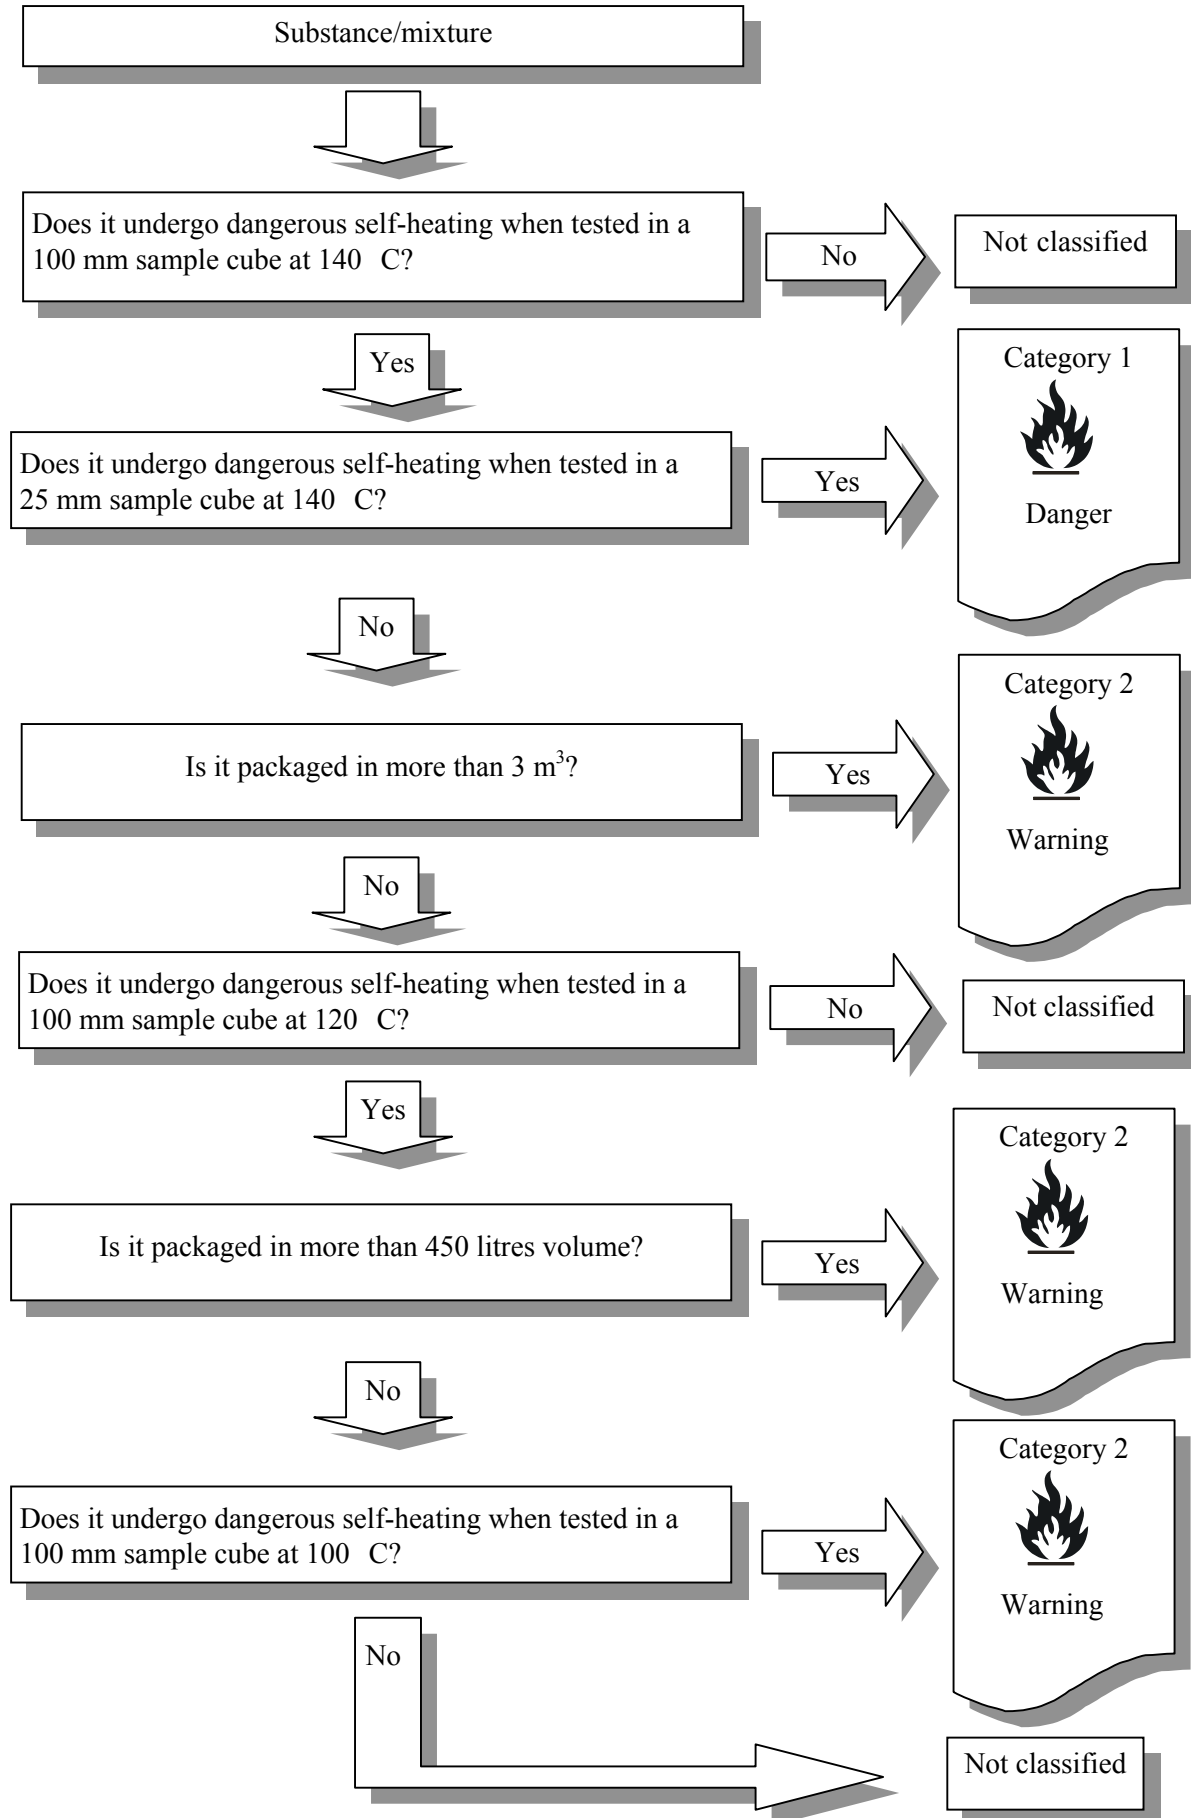 Substance/mixture
Does it undergo dangerous self-heating when tested in a
100 mm sample cube at 140 C?
No
Not classified
Yes
Category 1
Danger
Does it undergo dangerous self-heating when tested in a
25 mm sample cube at 140 C?
Yes
No
Category 2
Warning
Is it packaged in more than 3 m³?
Yes
No
Does it undergo dangerous self-heating when tested in a
100 mm sample cube at 120 C?
No
Not classified
Yes
Category 2
Warning
Is it packaged in more than 450 litres volume?
Yes
No
Category 2
Warning
Does it undergo dangerous self-heating when tested in a
100 mm sample cube at 100 C?
Yes
No
Not classified